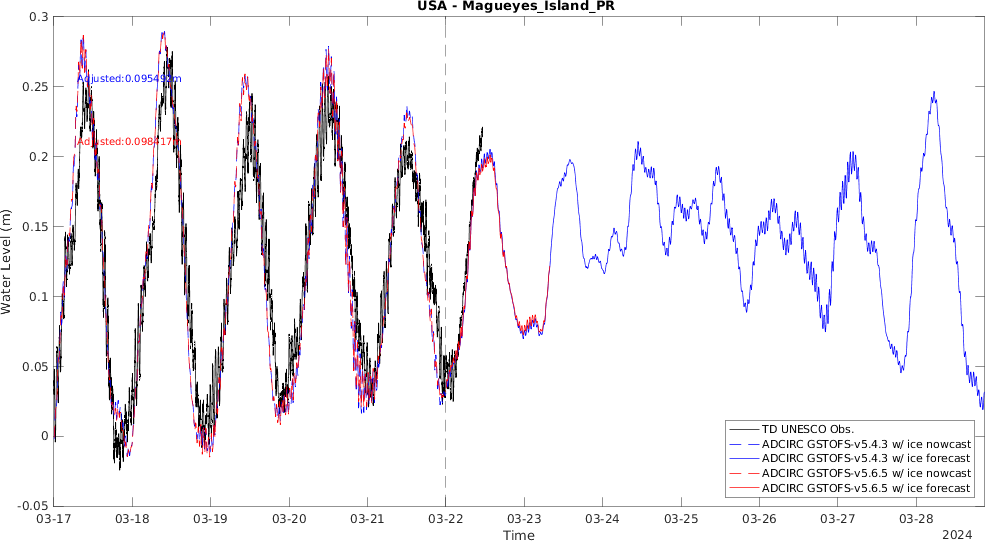 USA - Magueyes_Island_PR
0.3
0.25
0.2
0.15
0.1
0.05
0
-0.05
Water Level (m)
Adjusted:0.095492m
03-17
03-18
03-19
03-20
03-21
03-22
03-23
03-24
03-25
03-26
03-27
03-28
Time
2024
TD UNESCO Obs.
ADCIRC GSTOFS-v5.4.3 w/ ice nowcast
ADCIRC GSTOFS-v5.4.3 w/ ice forecast
ADCIRC GSTOFS-v5.6.5 w/ ice nowcast
ADCIRC GSTOFS-v5.6.5 w/ ice forecast